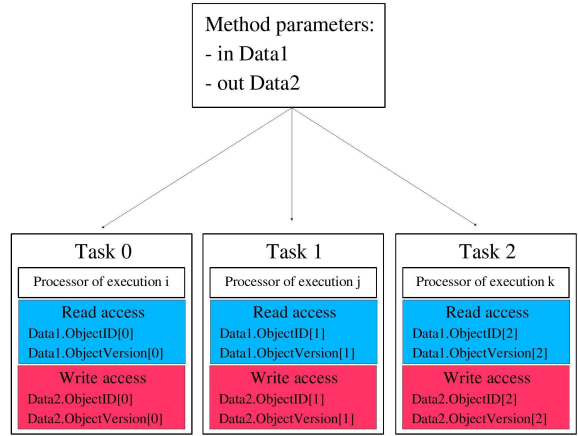 Method parameters:
- in Data1
- out Data2
Task 0
Processor of execution i
Read access
Data1.ObjectID[0]
Data1.ObjectVersion[0]
Write access
Data2.ObjectID[0]
Data2.ObjectVersion[0]
Task 1
Processor of execution j
Read access
Data1.ObjectID[1]
Data1.ObjectVersion[1]
Write access
Data2.ObjectID[1]
Data2.ObjectVersion[1]
Task 2
Processor of execution k
Read access
Data1.ObjectID[2]
Data1.ObjectVersion[2]
Write access
Data2.ObjectID[2]
Data2.ObjectVersion[2]